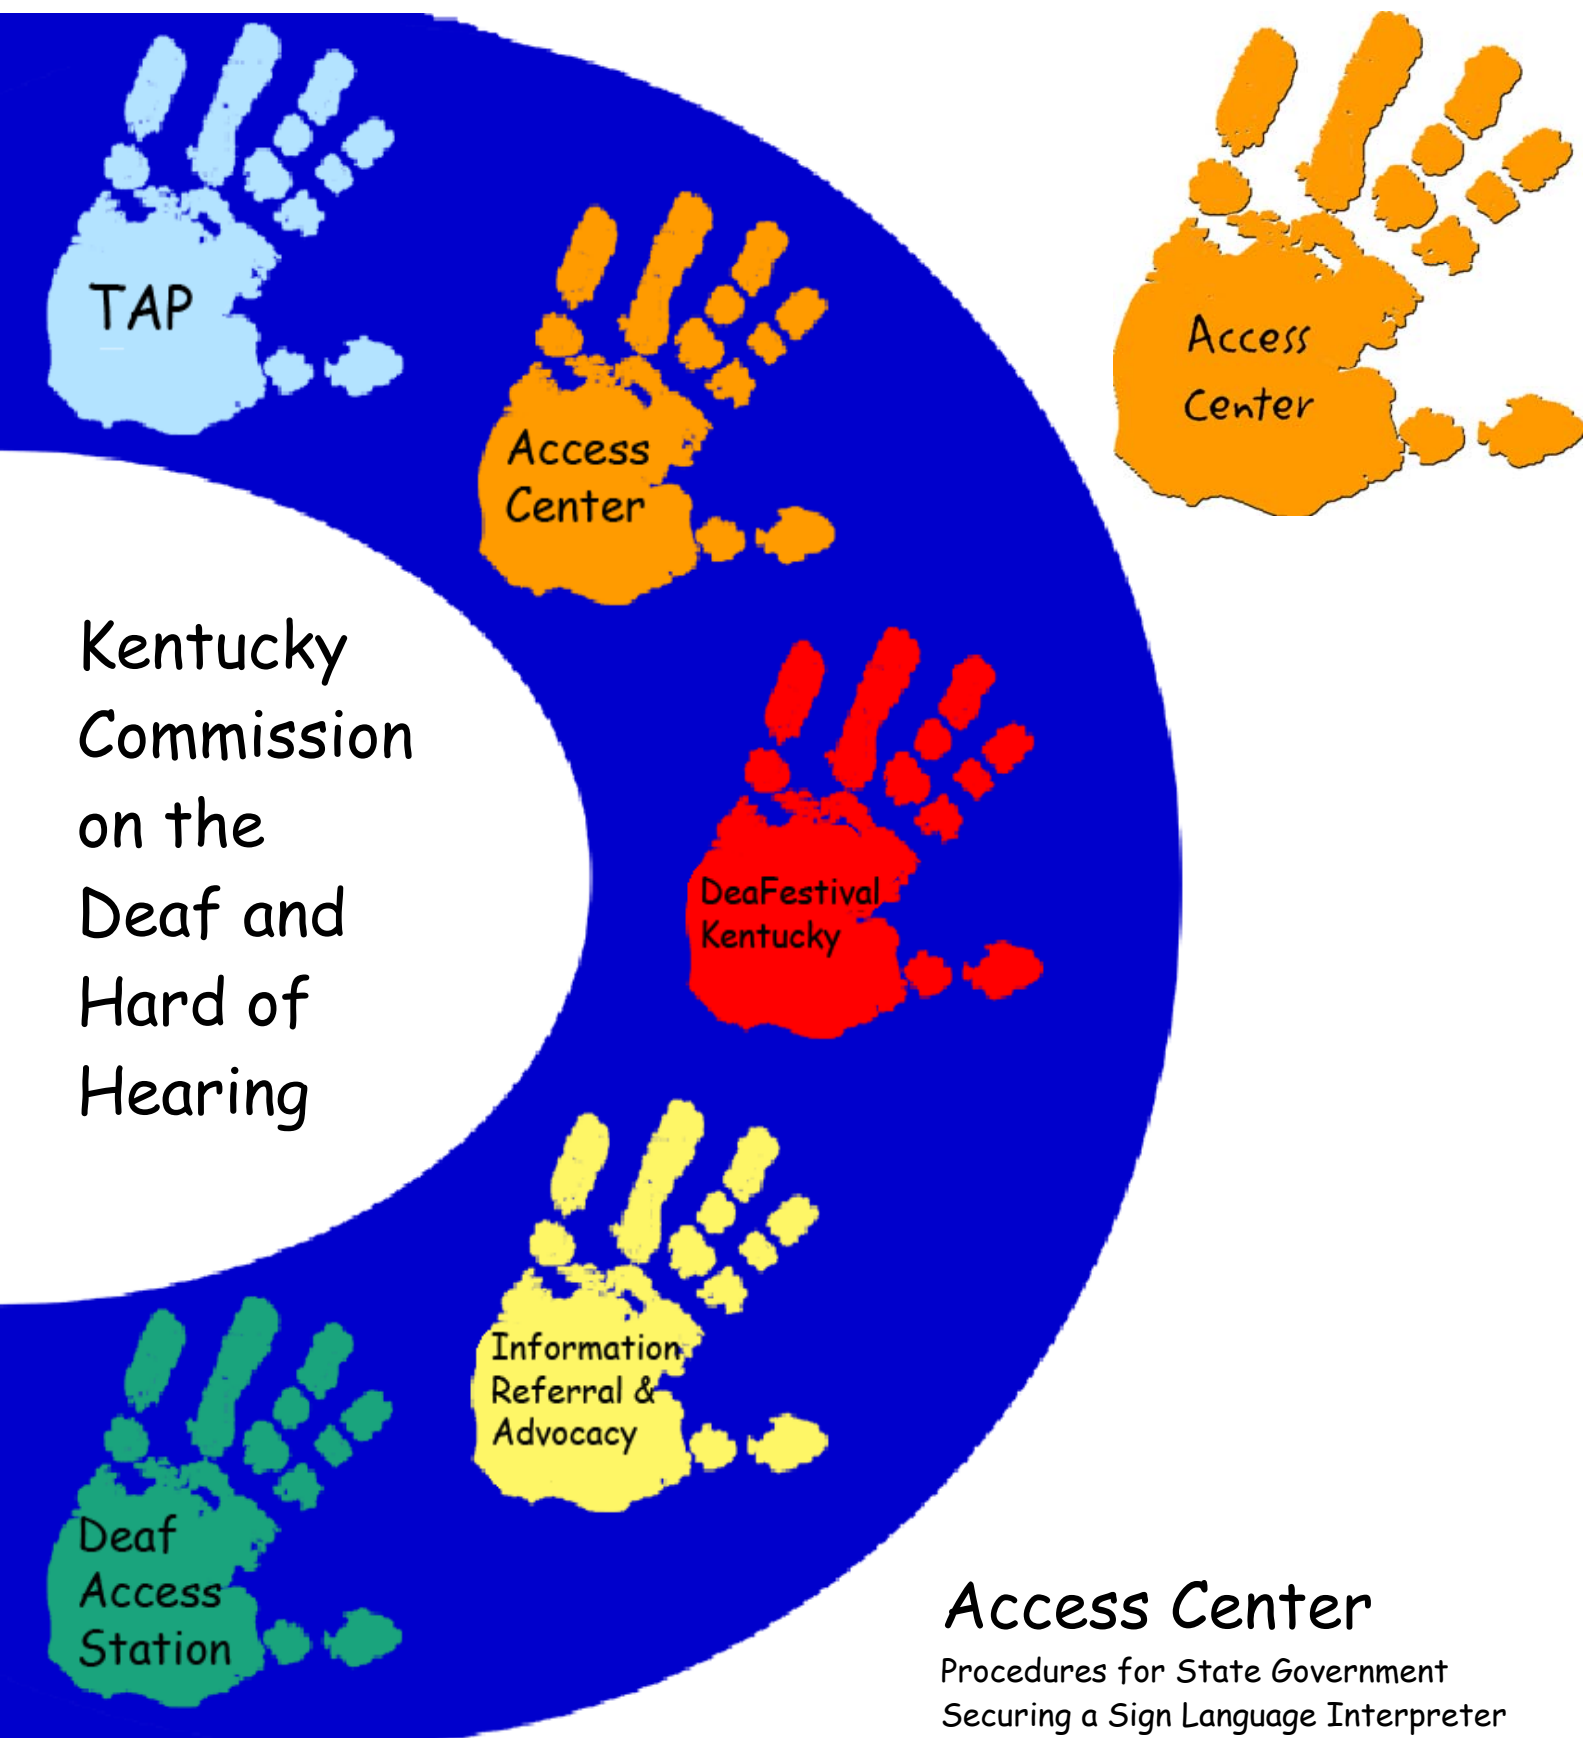 TAP
Access
Center
Access
Center
Kentucky
Commission
on the
Deaf and
Hard of
Hearing
DeaFestival
Kentucky
Information
Referral &
Advocacy
Deaf
Access
Station
Access Center
Procedures for State Government
Securing a Sign Language Interpreter